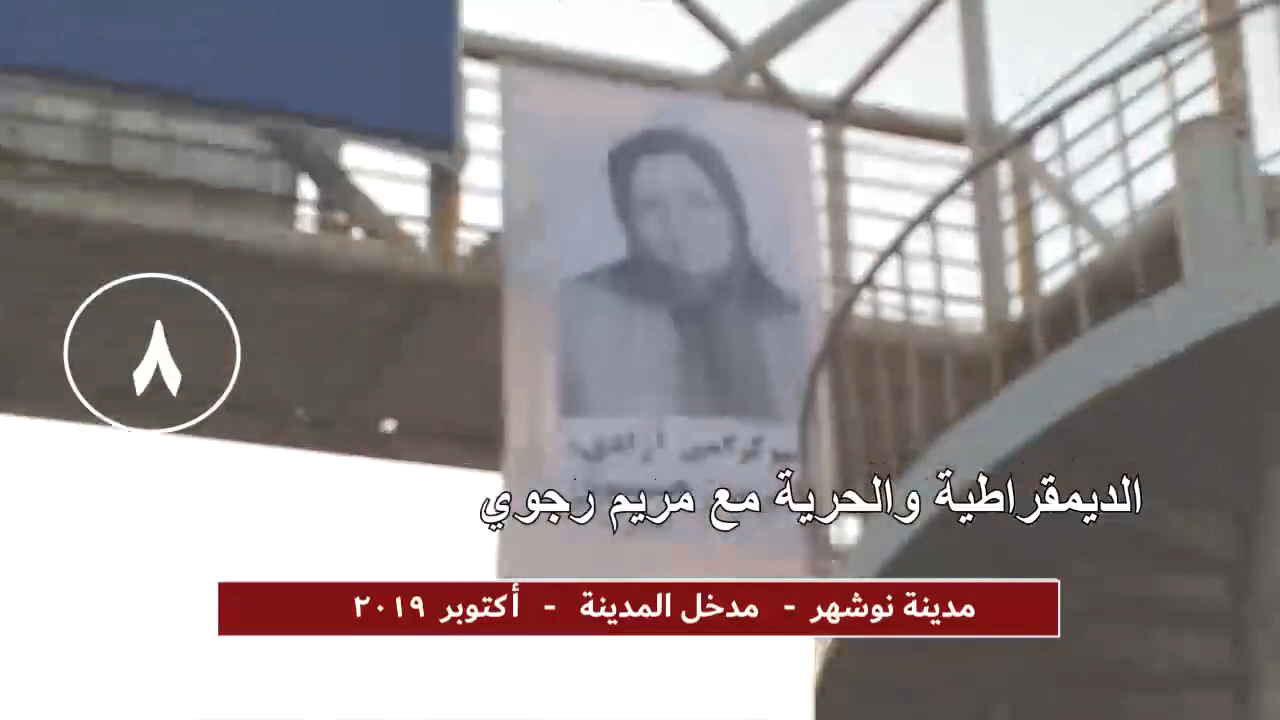 ٨
الديمقراطية والحرية مع مريم رجوي
مدينة نوشهر - مدخل المدينة - أكتوبر ٢٠١٩